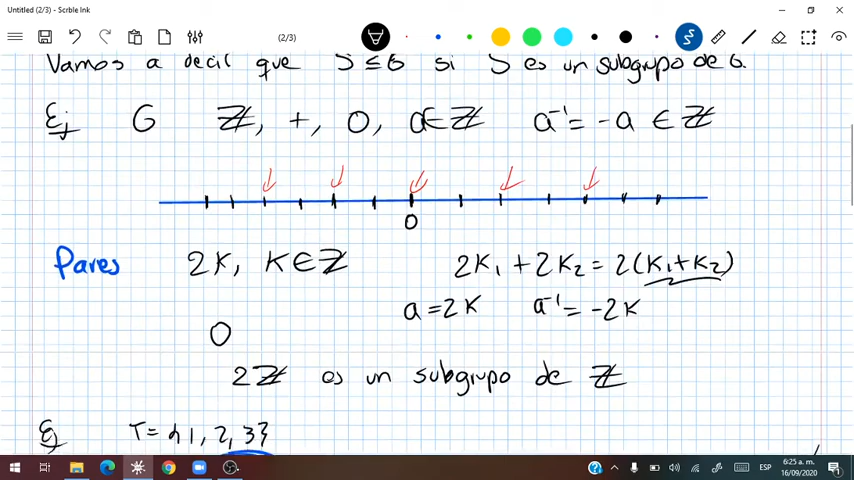 Untitled (2/3) - Scrble Ink
(2/3)
Vamos a decir que S ≤ G si S es un subgrupo de G.
Ej G ℤ, +, 0, a∈ℤ a⁻¹ = -a ∈ ℤ
0
Pares 2K, K∈ℤ 2K₁ + 2K₂ = 2(K₁+K₂)
a = 2K a⁻¹ = -2K
0
2ℤ es un subgrupo de ℤ
Ej T = {1, 2, 3}
ESP 6:25 a. m.
16/09/2020